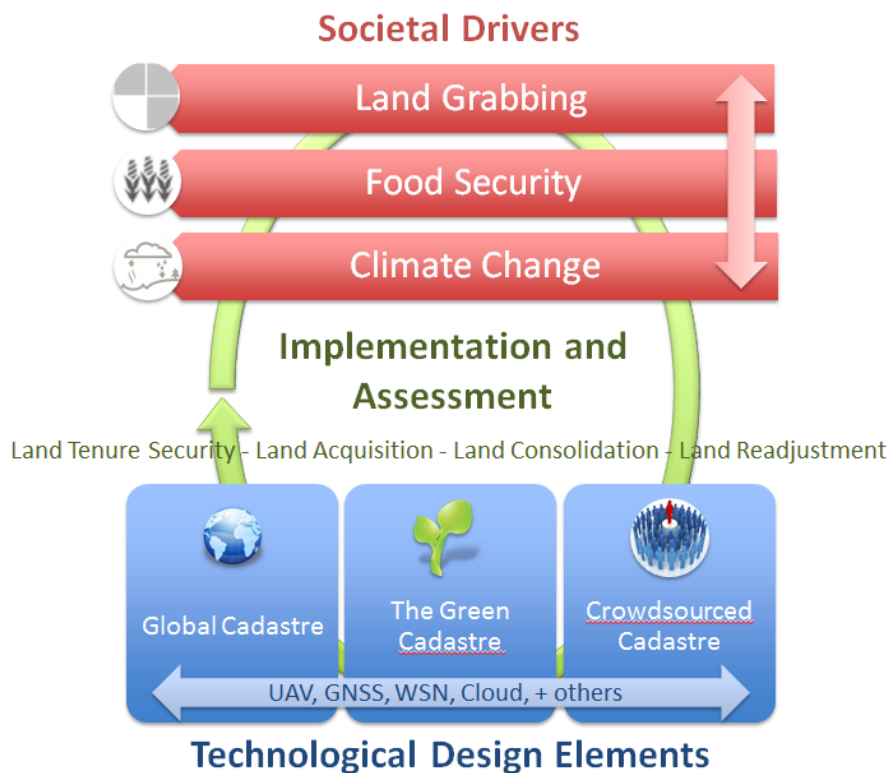 Societal Drivers
Land Grabbing
Food Security
Climate Change
Implementation and
Assessment
Land Tenure Security - Land Acquisition - Land Consolidation - Land Readjustment
Global Cadastre
The Green
Cadastre
Crowdsourced
Cadastre
UAV, GNSS, WSN, Cloud, + others
Technological Design Elements